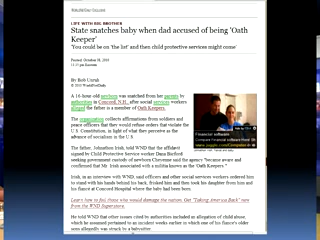 WorldNetDaily Exclusive
LIFE WITH BIG BROTHER
State snatches baby when dad accused of being 'Oath
Keeper'
'You could be on 'the list' and then child protective services might come'
Posted: October 08, 2010
By Bob Unruh
© 2010 WorldNetDaily
A 16-hour-old newborn was snatched from her parents by
authorities in Concord, N.H., after social services workers
alleged the father is a member of Oath Keepers.
The organization collects affirmations from soldiers and
peace officers that they would refuse orders that violate the
U.S. Constitution, in light of what they perceive as the
advance of socialism in the U.S.
The father, Johnathon Irish, told WND that the affidavit
signed by Child Protective Service worker Dana Bicford
seeking government custody of newborn Cheyenne said the agency "became aware and
confirmed that Mr. Irish associated with a militia known as the Oath Keepers."
Irish, in an interview with WND, said officers and other social services workers ordered him
to stand with his hands behind his back, frisked him and then took his daughter from him and
his fiancé at Concord Hospital where the baby had been born.
Learn how to foil those who would damage the nation. Get "Taking America Back" now
from the WND Superstore.
He told WND that other issues cited by authorities included an allegation of child abuse,
which he assumed pertained to an incident weeks earlier in which one of his fiance's older
sons allegedly was struck by a babysitter
Financial software